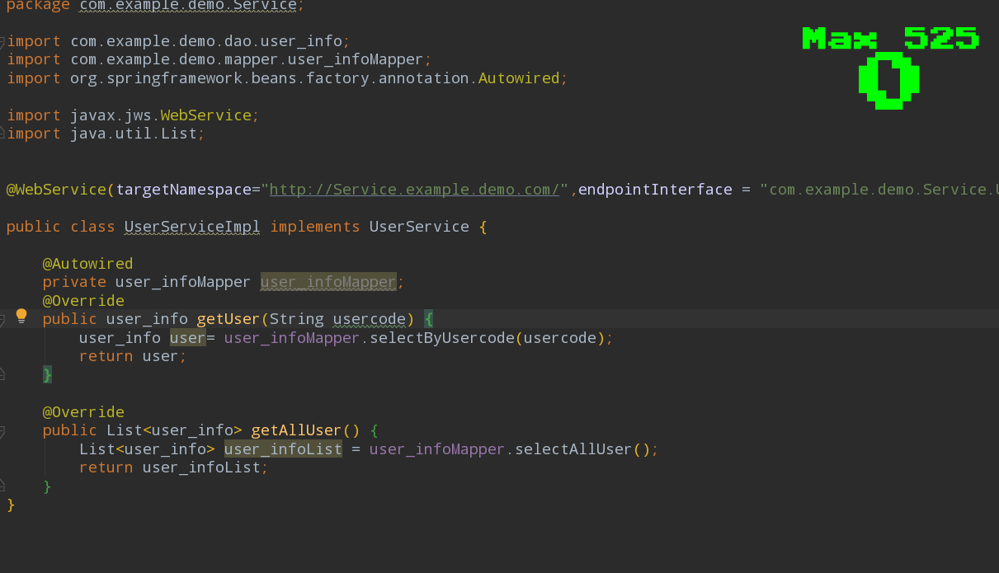 package com.example.demo.Service;
import com.example.demo.dao.user_info;
import com.example.demo.mapper.user_infoMapper;
import org.springframework.beans.factory.annotation.Autowired;
import javax.jws.WebService;
import java.util.List;
@WebService(targetNamespace="http://Service.example.demo.com/",endpointInterface = "com.example.demo.Service.U
public class UserServiceImpl implements UserService {
@Autowired
private user_infoMapper user_infoMapper;
@Override
public user_info getUser(String usercode) {
user_info user= user_infoMapper.selectByUsercode(usercode);
return user;
}
@Override
public List<user_info> getAllUser() {
List<user_info> user_infoList = user_infoMapper.selectAllUser();
return user_infoList;
}
}
Max 525
0